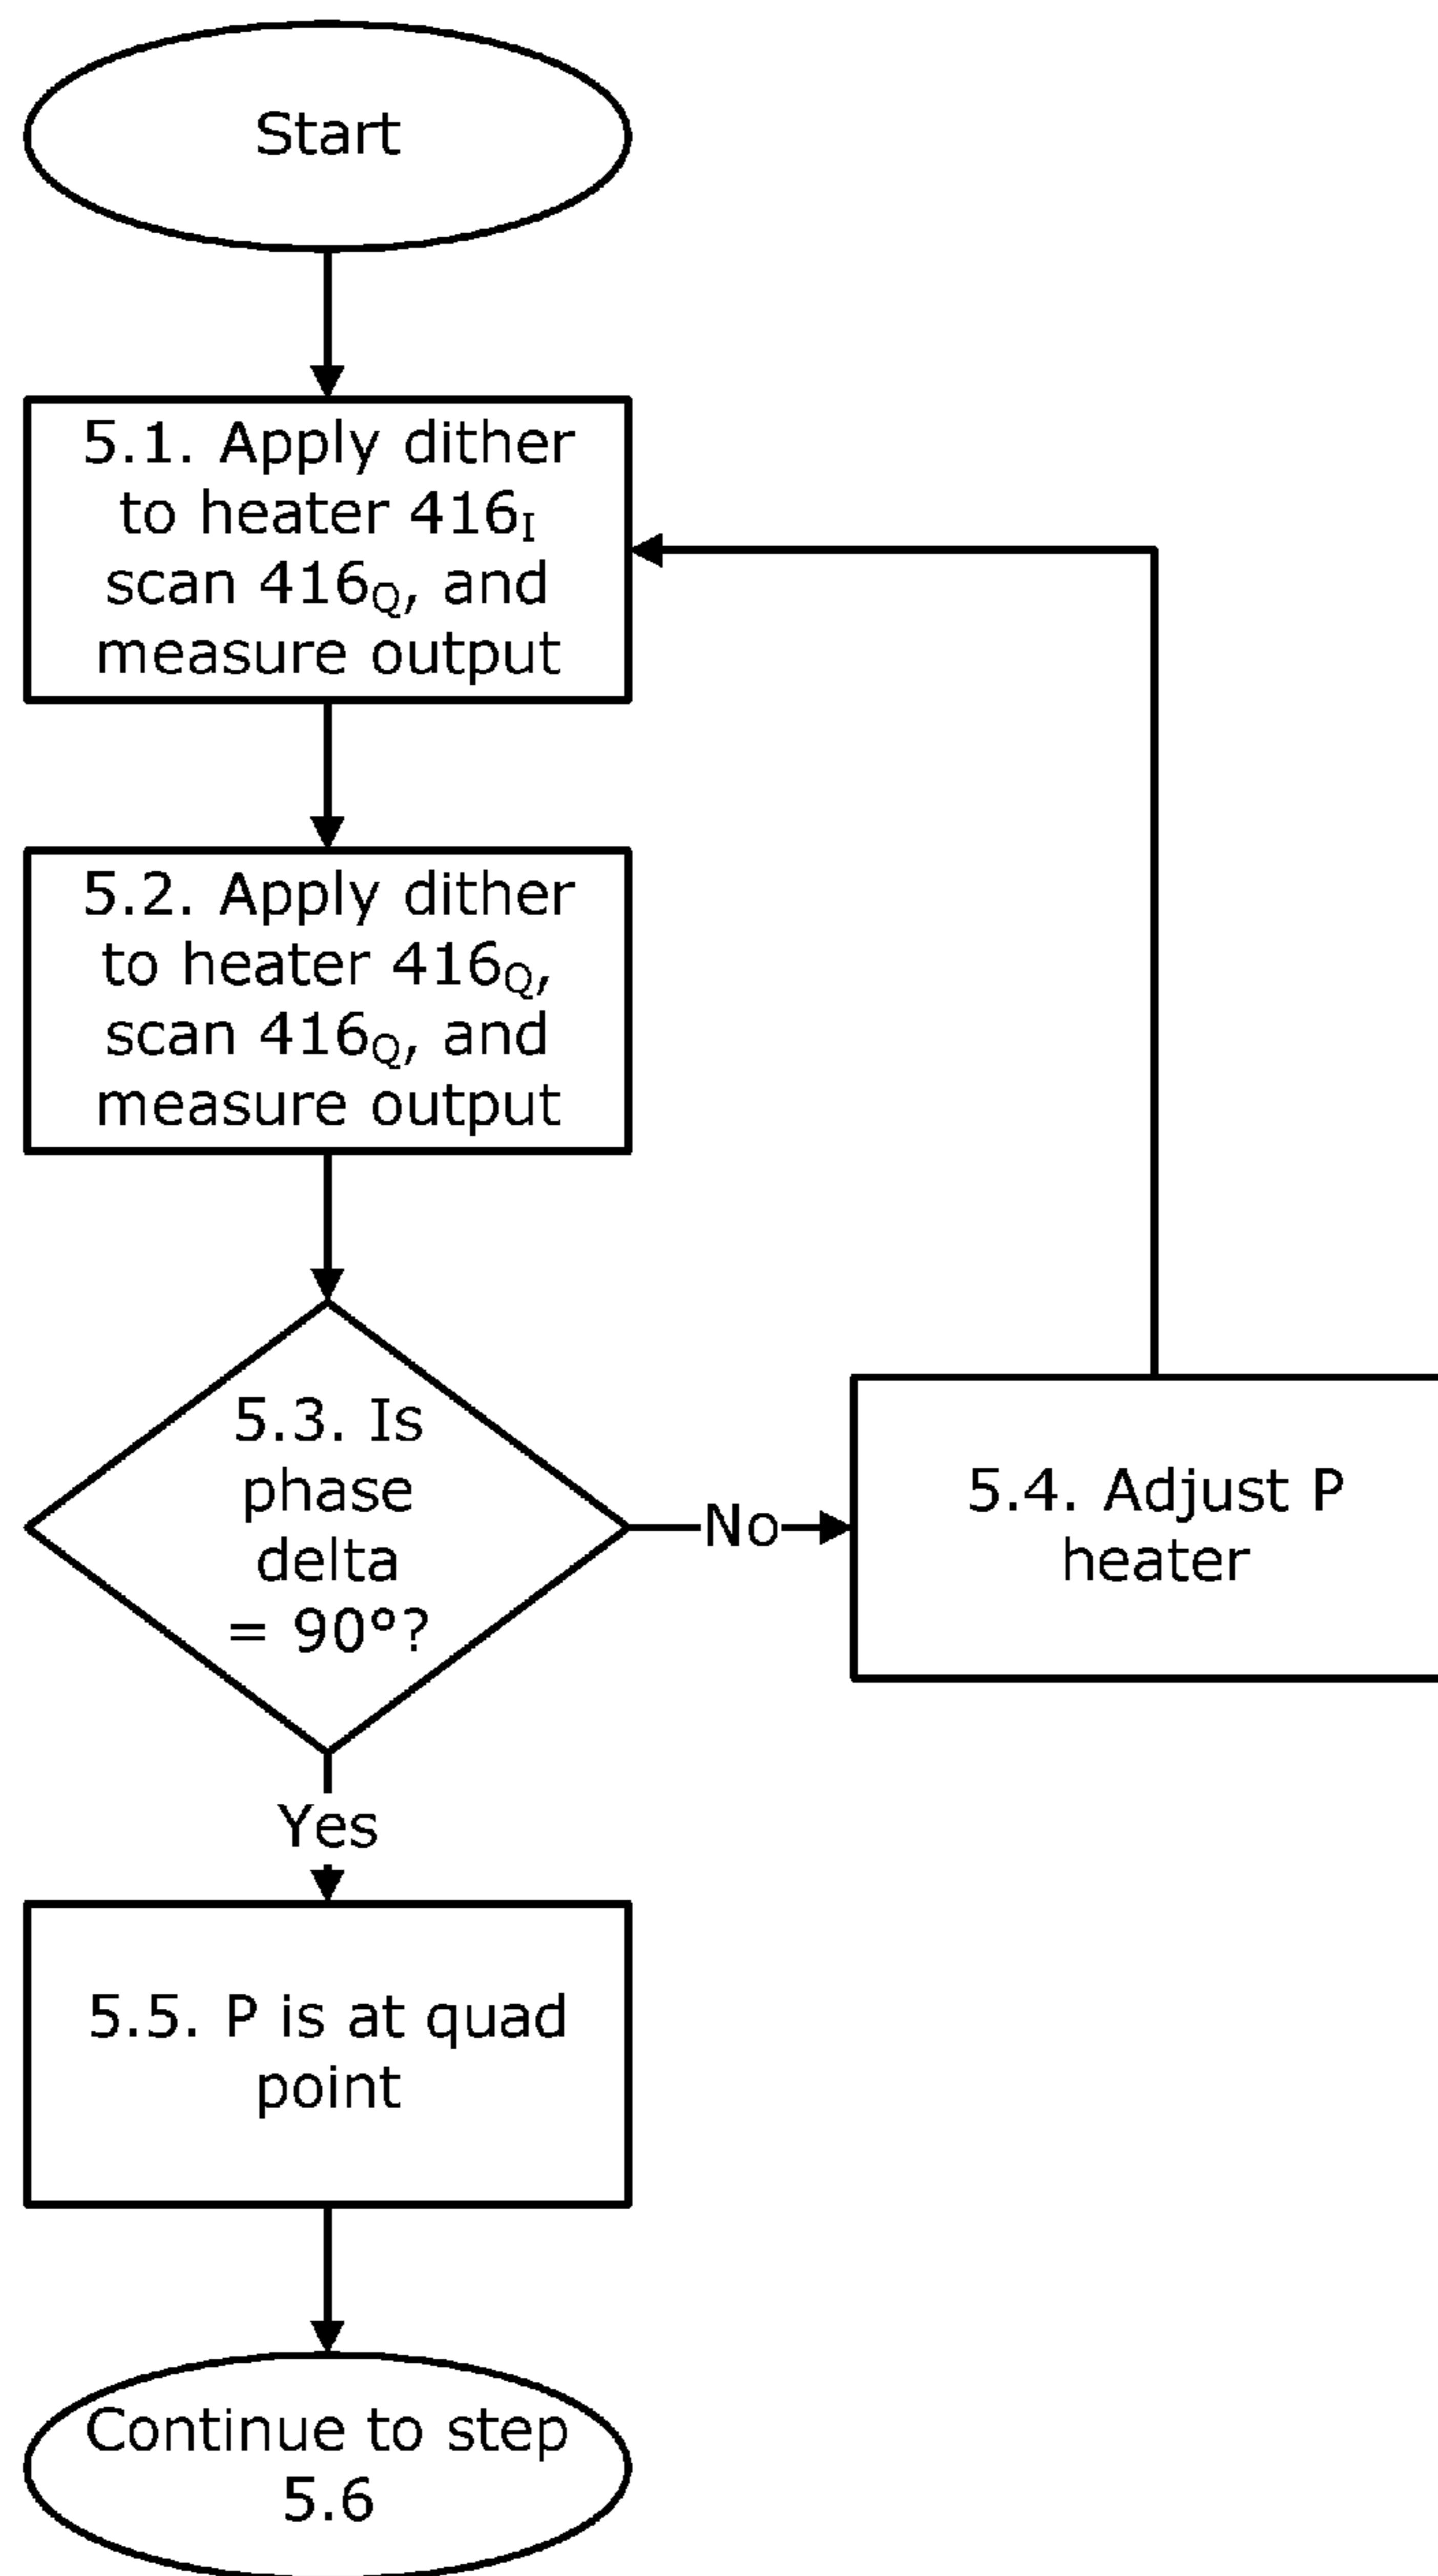 Start
5.1. Apply dither
to heater 416I
scan 416Q, and
measure output
5.2. Apply dither
to heater 416Q,
scan 416Q, and
measure output
5.3. Is
phase
delta
= 90°?
No
5.4. Adjust P
heater
Yes
5.5. P is at quad
point
Continue to step
5.6